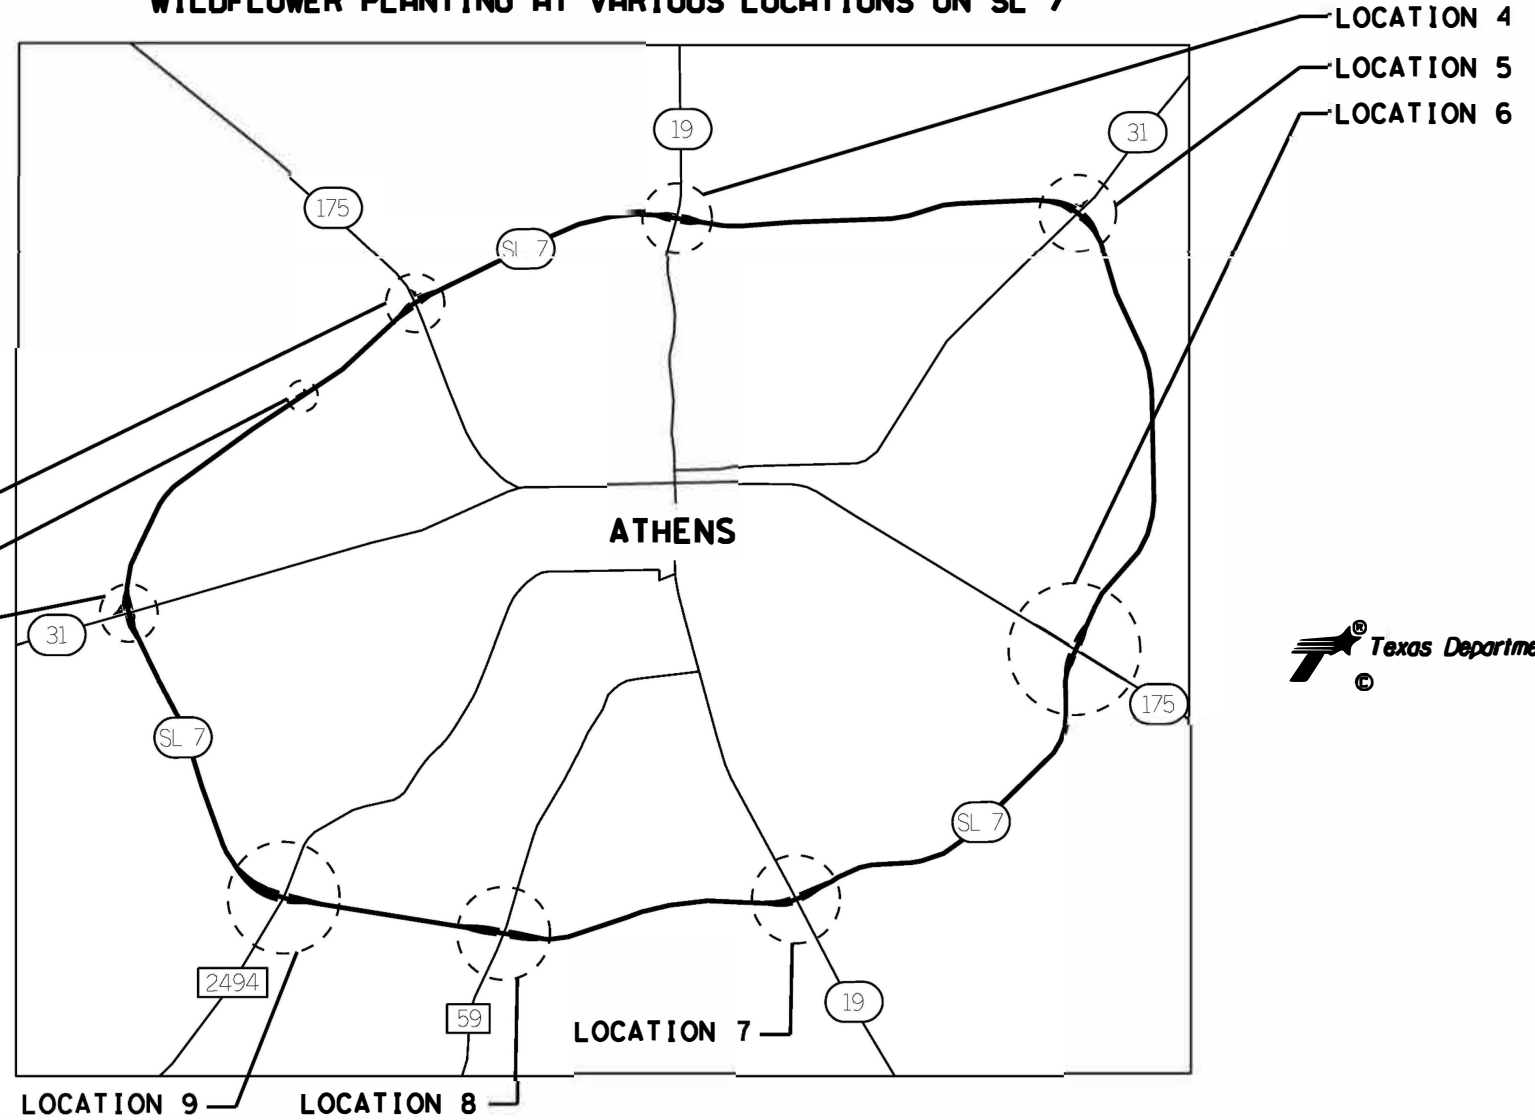 WILDFLOWER PLANTING AT VARIOUS LOCATIONS ON SL 7
LOCATION 4
LOCATION 5
LOCATION 6
19
31
175
SL 7
ATHENS
31
® Texas Departme
©
175
SL 7
SL 7
2494
59
19
LOCATION 7
LOCATION 9
LOCATION 8